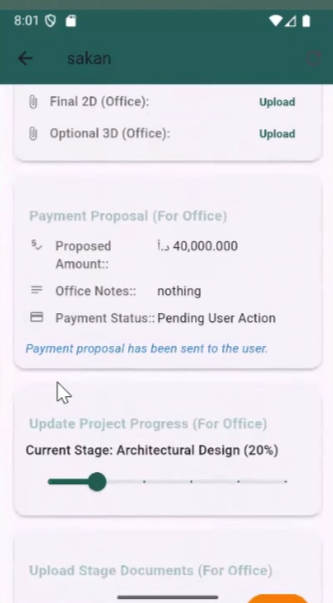 8:01
sakan
Final 2D (Office):
Upload
Optional 3D (Office):
Upload
Payment Proposal (For Office)
Proposed Amount::
د.أ 40,000.000
Office Notes::
nothing
Payment Status::
Pending User Action
Payment proposal has been sent to the user.
Update Project Progress (For Office)
Current Stage: Architectural Design (20%)
Upload Stage Documents (For Office)